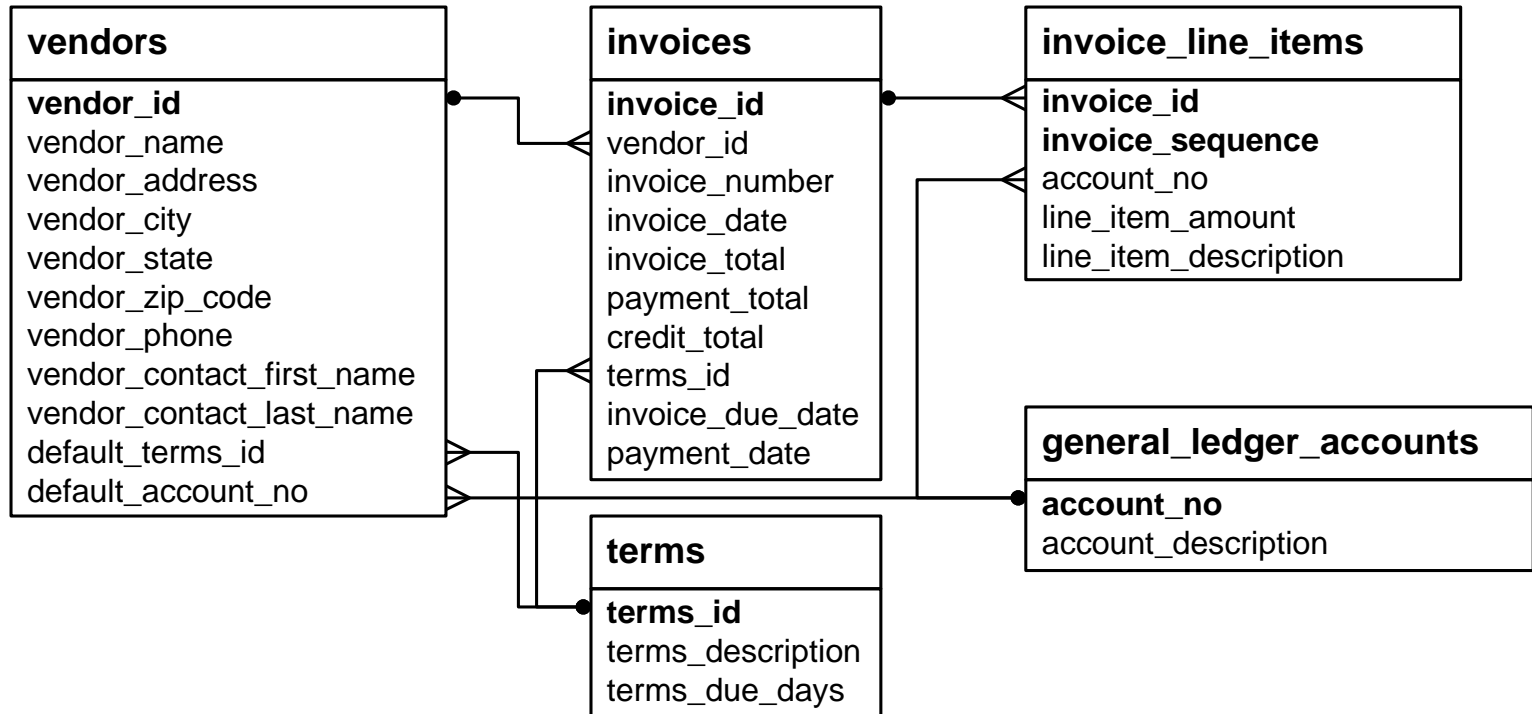 vendors
vendor_id
vendor_name
vendor_address
vendor_city
vendor_state
vendor_zip_code
vendor_phone
vendor_contact_first_name
vendor_contact_last_name
default_terms_id
default_account_no
invoices
invoice_id
vendor_id
invoice_number
invoice_date
invoice_total
payment_total
credit_total
terms_id
invoice_due_date
payment_date
terms
terms_id
terms_description
terms_due_days
invoice_line_items
invoice_id
invoice_sequence
account_no
line_item_amount
line_item_description
general_ledger_accounts
account_no
account_description